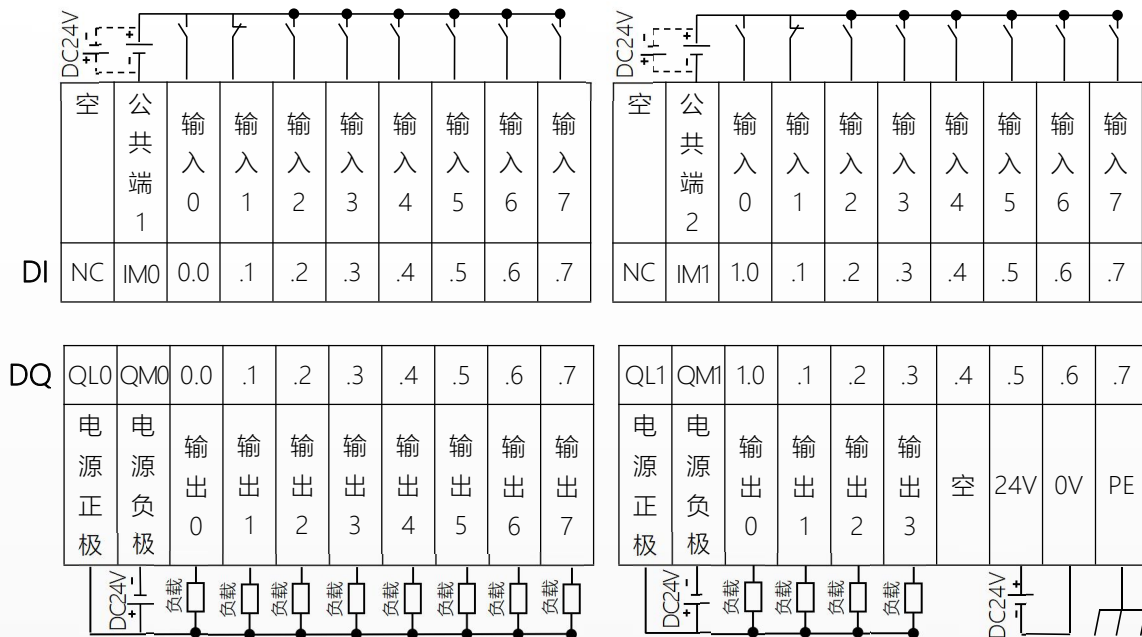 DC24V
DC24V
空 公共端1 输入0 输入1 输入2 输入3 输入4 输入5 输入6 输入7
空 公共端2 输入0 输入1 输入2 输入3 输入4 输入5 输入6 输入7
DI NC IM0 0.0 .1 .2 .3 .4 .5 .6 .7
NC IM1 1.0 .1 .2 .3 .4 .5 .6 .7
DQ QL0 QM0 0.0 .1 .2 .3 .4 .5 .6 .7
QL1 QM1 1.0 .1 .2 .3 .4 .5 .6 .7
电源正极 电源负极 输出0 输出1 输出2 输出3 输出4 输出5 输出6 输出7
电源正极 电源负极 输出0 输出1 输出2 输出3 空 24V 0V PE
DC24V 负载 负载 负载 负载 负载 负载 负载 负载
DC24V 负载 负载 负载 负载 DC24V